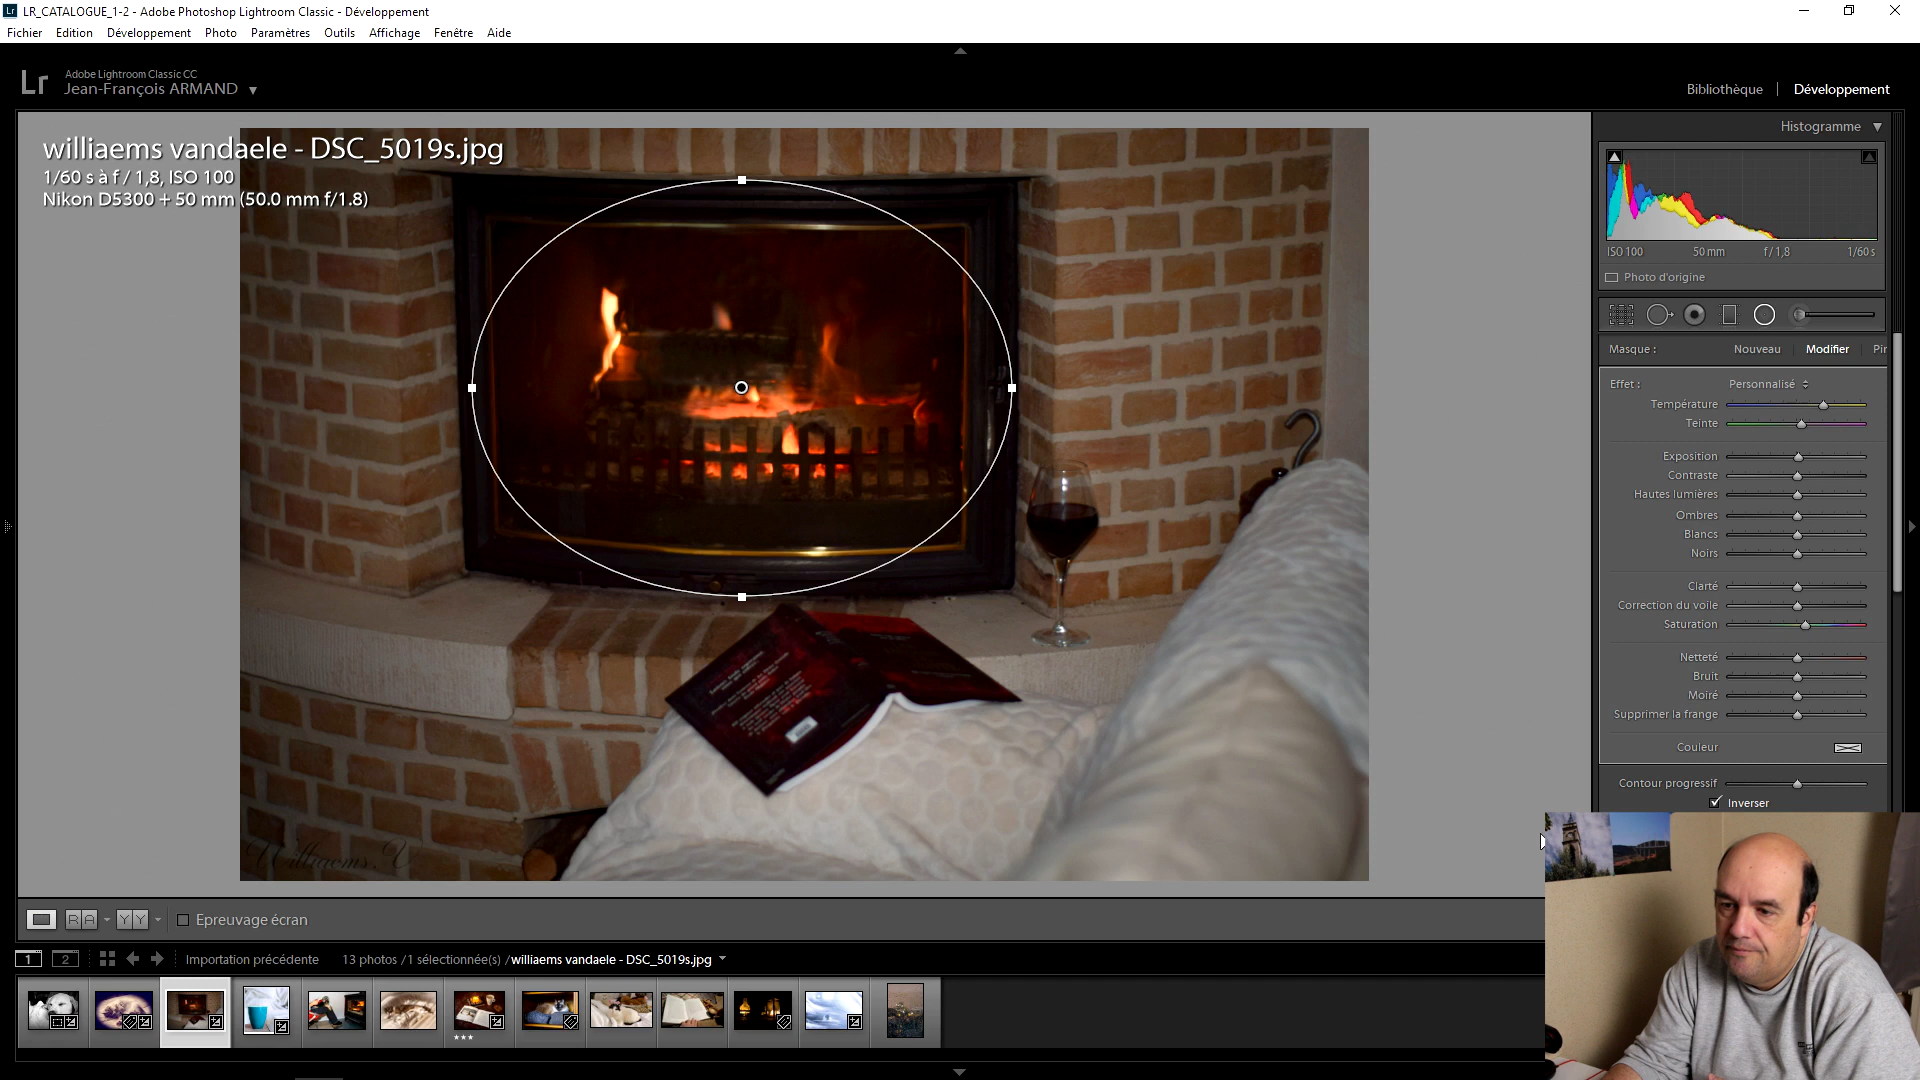 LR_CATALOGUE_1-2 - Adobe Photoshop Lightroom Classic - Développement
Fichier Edition Développement Photo Paramètres Outils Affichage Fenêtre Aide
Lr
Adobe Lightroom Classic CC
Jean-François ARMAND
Bibliothèque | Développement
williaems vandaele - DSC_5019s.jpg
1/60 s à f / 1,8, ISO 100
Nikon D5300 + 50 mm (50.0 mm f/1.8)
Histogramme
ISO 100 50 mm f / 1,8 1/60 s
Photo d'origine
Masque : Nouveau Modifier Pin
Effet : Personnalisé
Température
Teinte
Exposition
Contraste
Hautes lumières
Ombres
Blancs
Noirs
Clarté
Correction du voile
Saturation
Netteté
Bruit
Moiré
Supprimer la frange
Couleur
Contour progressif
Inverser
Williaems.V
R A Y Y Epreuvage écran
1 2 Importation précédente 13 photos /1 sélectionnée(s) /williaems vandaele - DSC_5019s.jpg